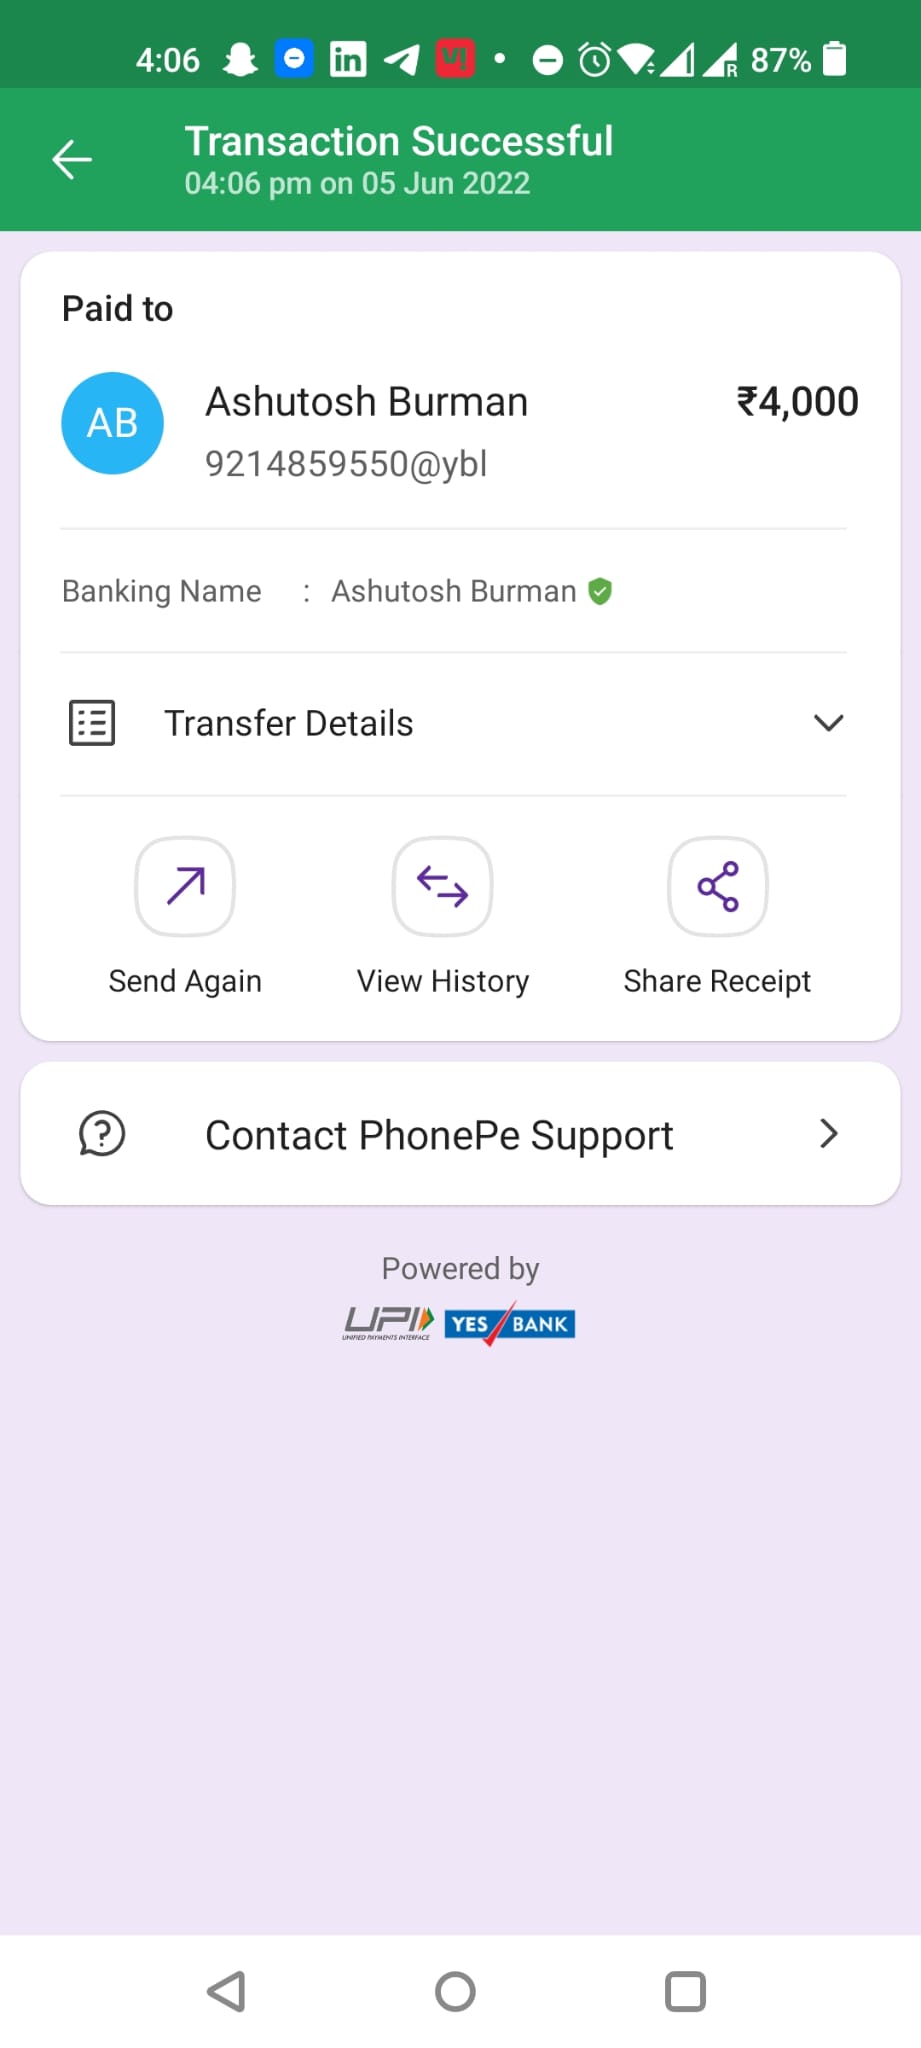 4:06 in VI R 87%
Transaction Successful
04:06 pm on 05 Jun 2022
Paid to
AB
Ashutosh Burman ₹4,000
9214859550@ybl
Banking Name : Ashutosh Burman
Transfer Details
Send Again View History Share Receipt
Contact PhonePe Support
Powered by
UPI YES BANK
UNIFIED PAYMENTS INTERFACE